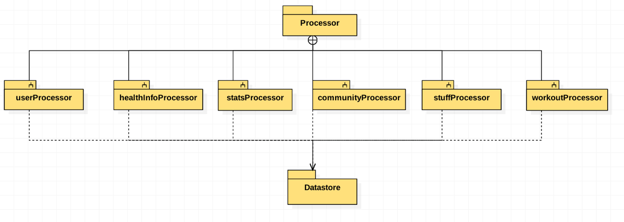 Processor
userProcessor
healthInfoProcessor
statsProcessor
communityProcessor
stuffProcessor
workoutProcessor
Datastore